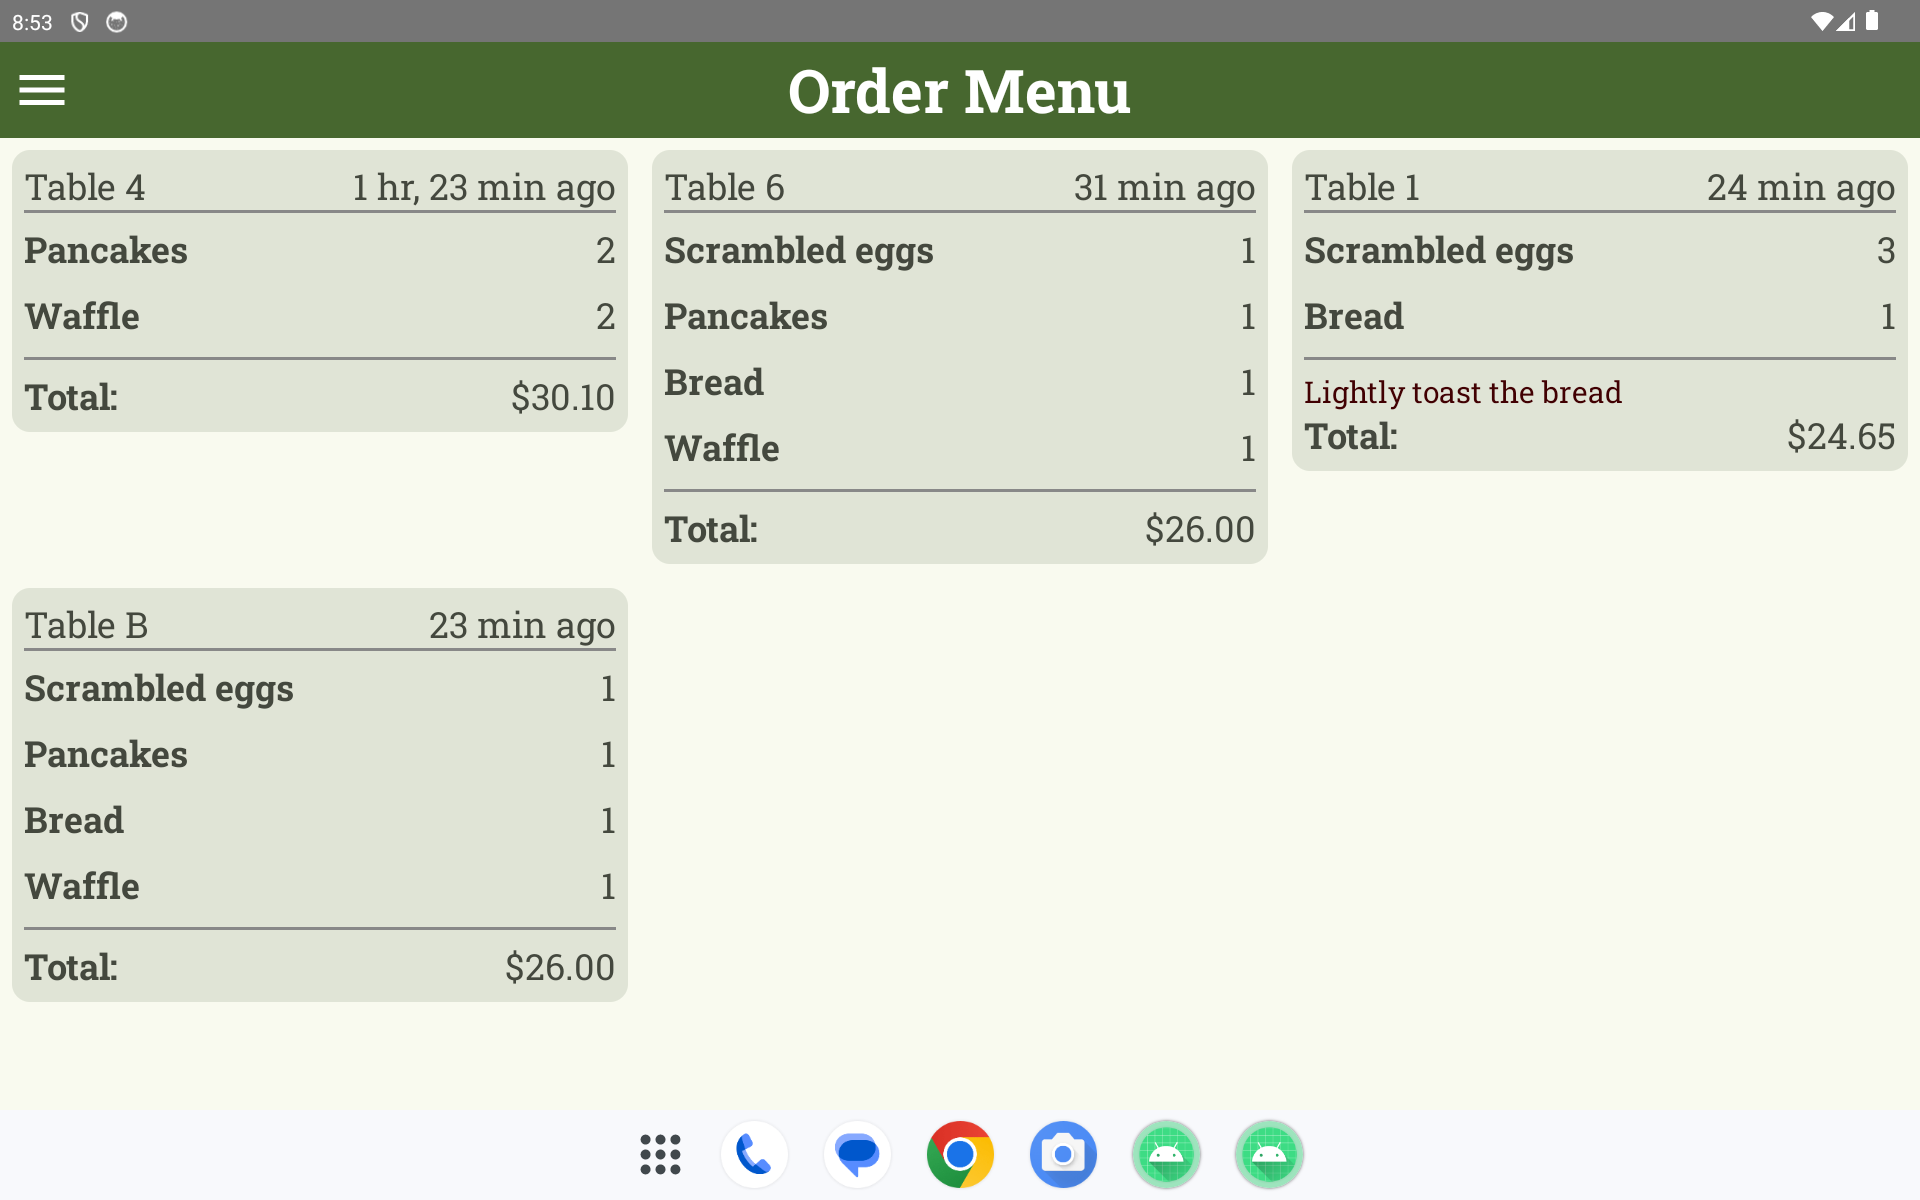 8:53
Order Menu
Table 4 1 hr, 23 min ago
Pancakes 2
Waffle 2
Total: $30.10
Table 6 31 min ago
Scrambled eggs 1
Pancakes 1
Bread 1
Waffle 1
Total: $26.00
Table 1 24 min ago
Scrambled eggs 3
Bread 1
Lightly toast the bread
Total: $24.65
Table B 23 min ago
Scrambled eggs 1
Pancakes 1
Bread 1
Waffle 1
Total: $26.00